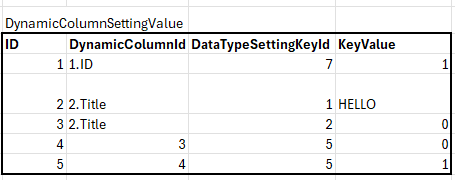 DynamicColumnSettingValue
ID DynamicColumnId DataTypeSettingKeyId KeyValue
1 1.ID 7 1
2 2.Title 1 HELLO
3 2.Title 2 0
4 3 5 0
5 4 5 1